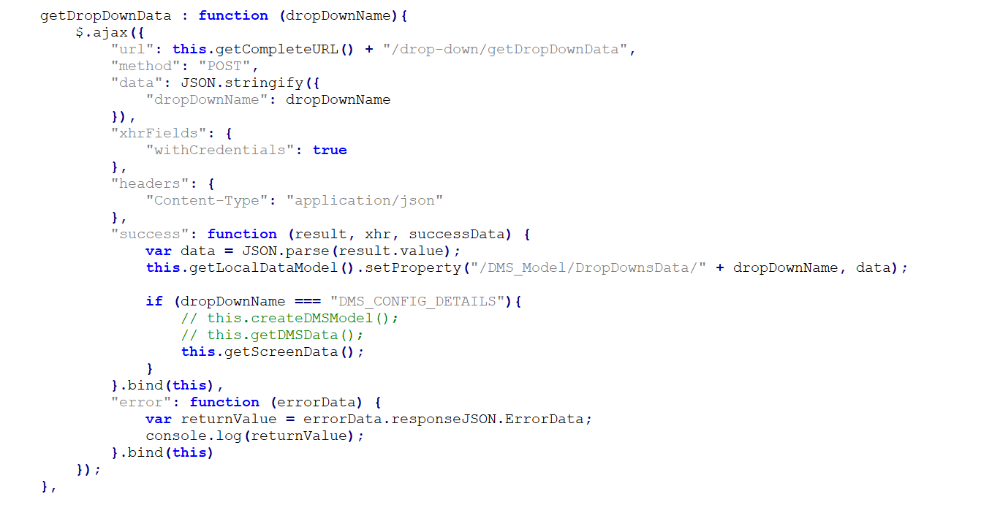 getDropDownData : function (dropDownName){
    $.ajax({
        "url": this.getCompleteURL() + "/drop-down/getDropDownData",
        "method": "POST",
        "data": JSON.stringify({
            "dropDownName": dropDownName
        }),
        "xhrFields": {
            "withCredentials": true
        },
        "headers": {
            "Content-Type": "application/json"
        },
        "success": function (result, xhr, successData) {
            var data = JSON.parse(result.value);
            this.getLocalDataModel().setProperty("/DMS_Model/DropDownsData/" + dropDownName, data);

            if (dropDownName === "DMS_CONFIG_DETAILS"){
                // this.createDMSModel();
                // this.getDMSData();
                this.getScreenData();
            }
        }.bind(this),
        "error": function (errorData) {
            var returnValue = errorData.responseJSON.ErrorData;
            console.log(returnValue);
        }.bind(this)
    });
},